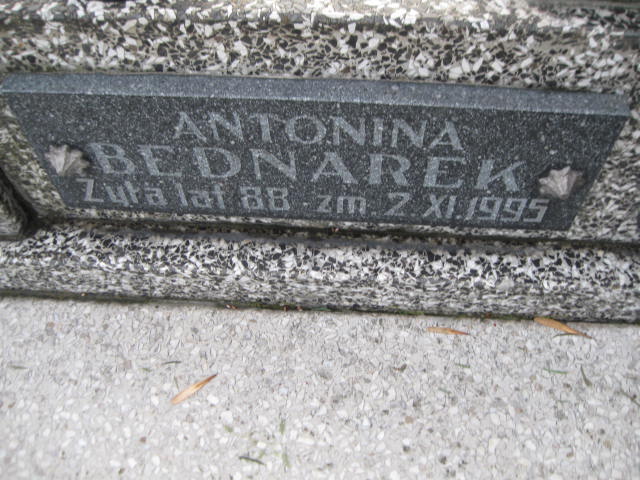 ANTONINA
BEDNAREK
Żyła lat 88 zm. 2 XI.1995